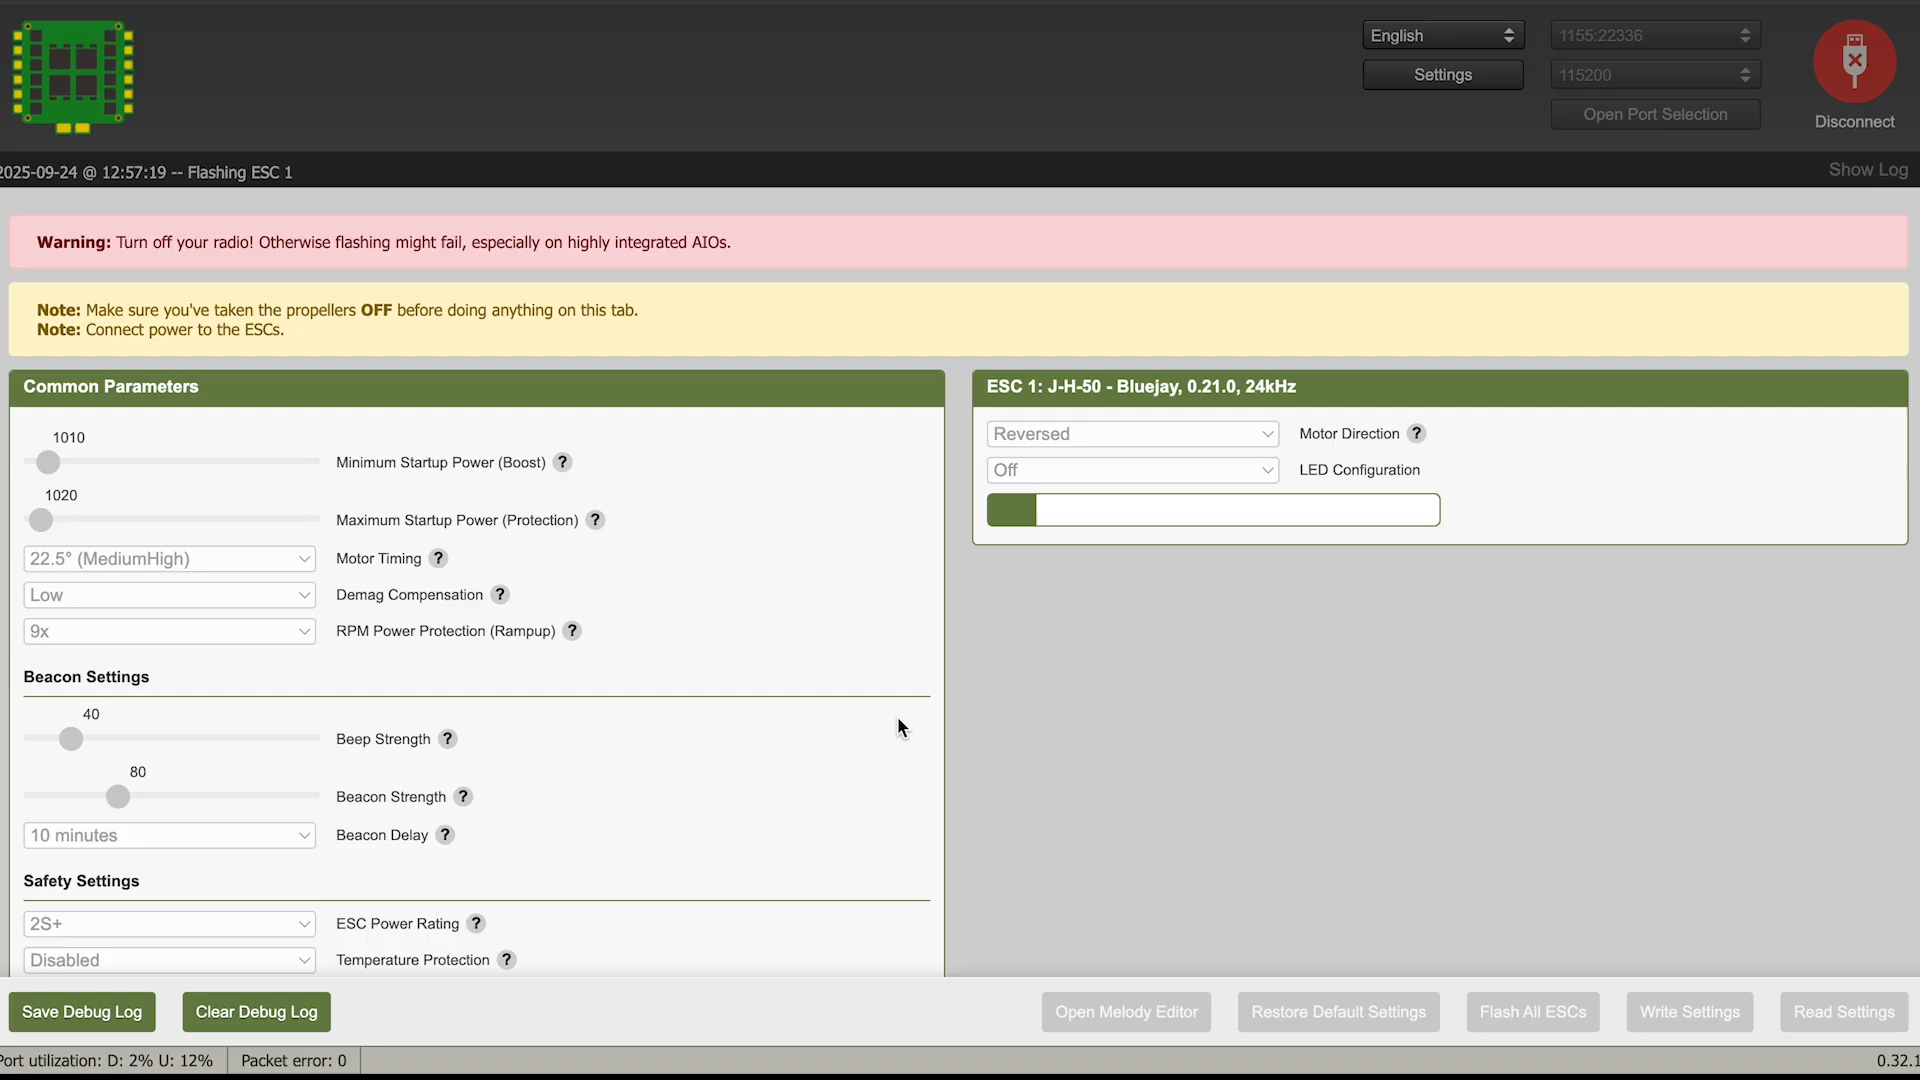 English
1155:22336
Settings
115200
Open Port Selection
Disconnect
2025-09-24 @ 12:57:19 -- Flashing ESC 1
Show Log
Warning: Turn off your radio! Otherwise flashing might fail, especially on highly integrated AIOs.
Note: Make sure you've taken the propellers OFF before doing anything on this tab.
Note: Connect power to the ESCs.
Common Parameters
1010
Minimum Startup Power (Boost) ?
1020
Maximum Startup Power (Protection) ?
22.5° (MediumHigh)
Motor Timing ?
Low
Demag Compensation ?
9x
RPM Power Protection (Rampup) ?
Beacon Settings
40
Beep Strength ?
80
Beacon Strength ?
10 minutes
Beacon Delay ?
Safety Settings
2S+
ESC Power Rating ?
Disabled
Temperature Protection ?
ESC 1: J-H-50 - Bluejay, 0.21.0, 24kHz
Reversed
Motor Direction ?
Off
LED Configuration
Save Debug Log
Clear Debug Log
Open Melody Editor
Restore Default Settings
Flash All ESCs
Write Settings
Read Settings
Port utilization: D: 2% U: 12%
Packet error: 0
0.32.1